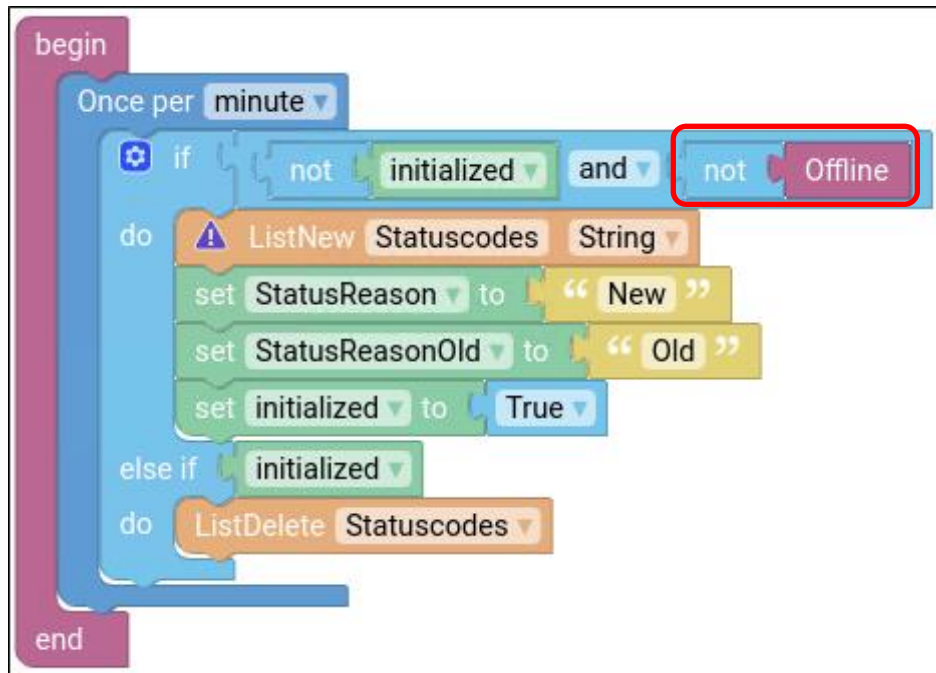 begin
Once per minute
if not initialized and not Offline
do ListNew Statuscodes String
set StatusReason to “ New ”
set StatusReasonOld to “ Old ”
set initialized to True
else if initialized
do ListDelete Statuscodes
end